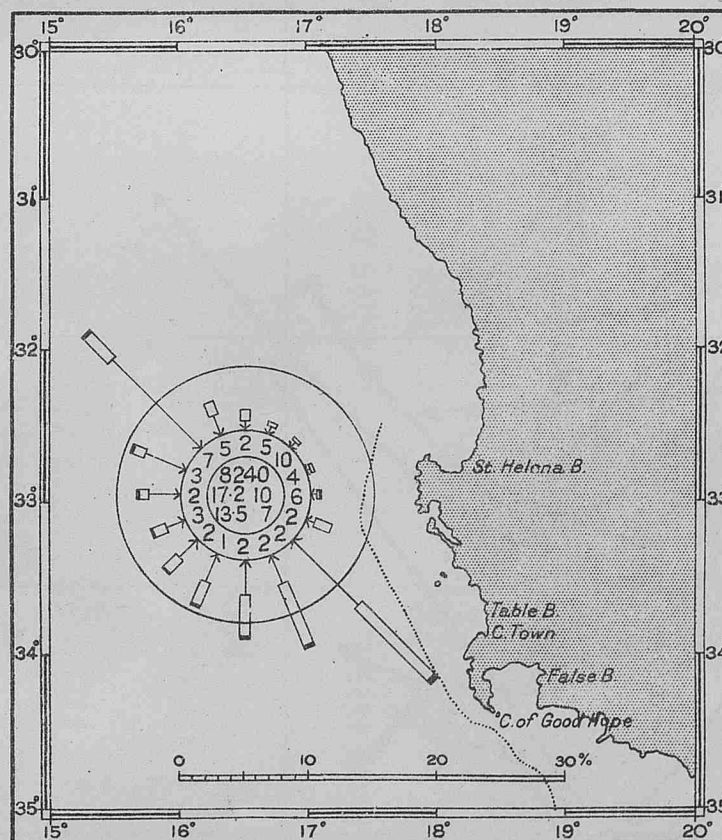 15° 16° 17° 18° 19° 20°
30° 30
31° 31
32° 32
33° 33
34° 34
35° 35
St. Helena B.
Table B.
C. Town
False B.
C. of Good Hope
5 2 5
7 10
3 8240 4
2 17·2 10 6
3 13·5 7 2
2 1 2 2 2
0 10 20 30%
15° 16° 17° 18° 19° 20°